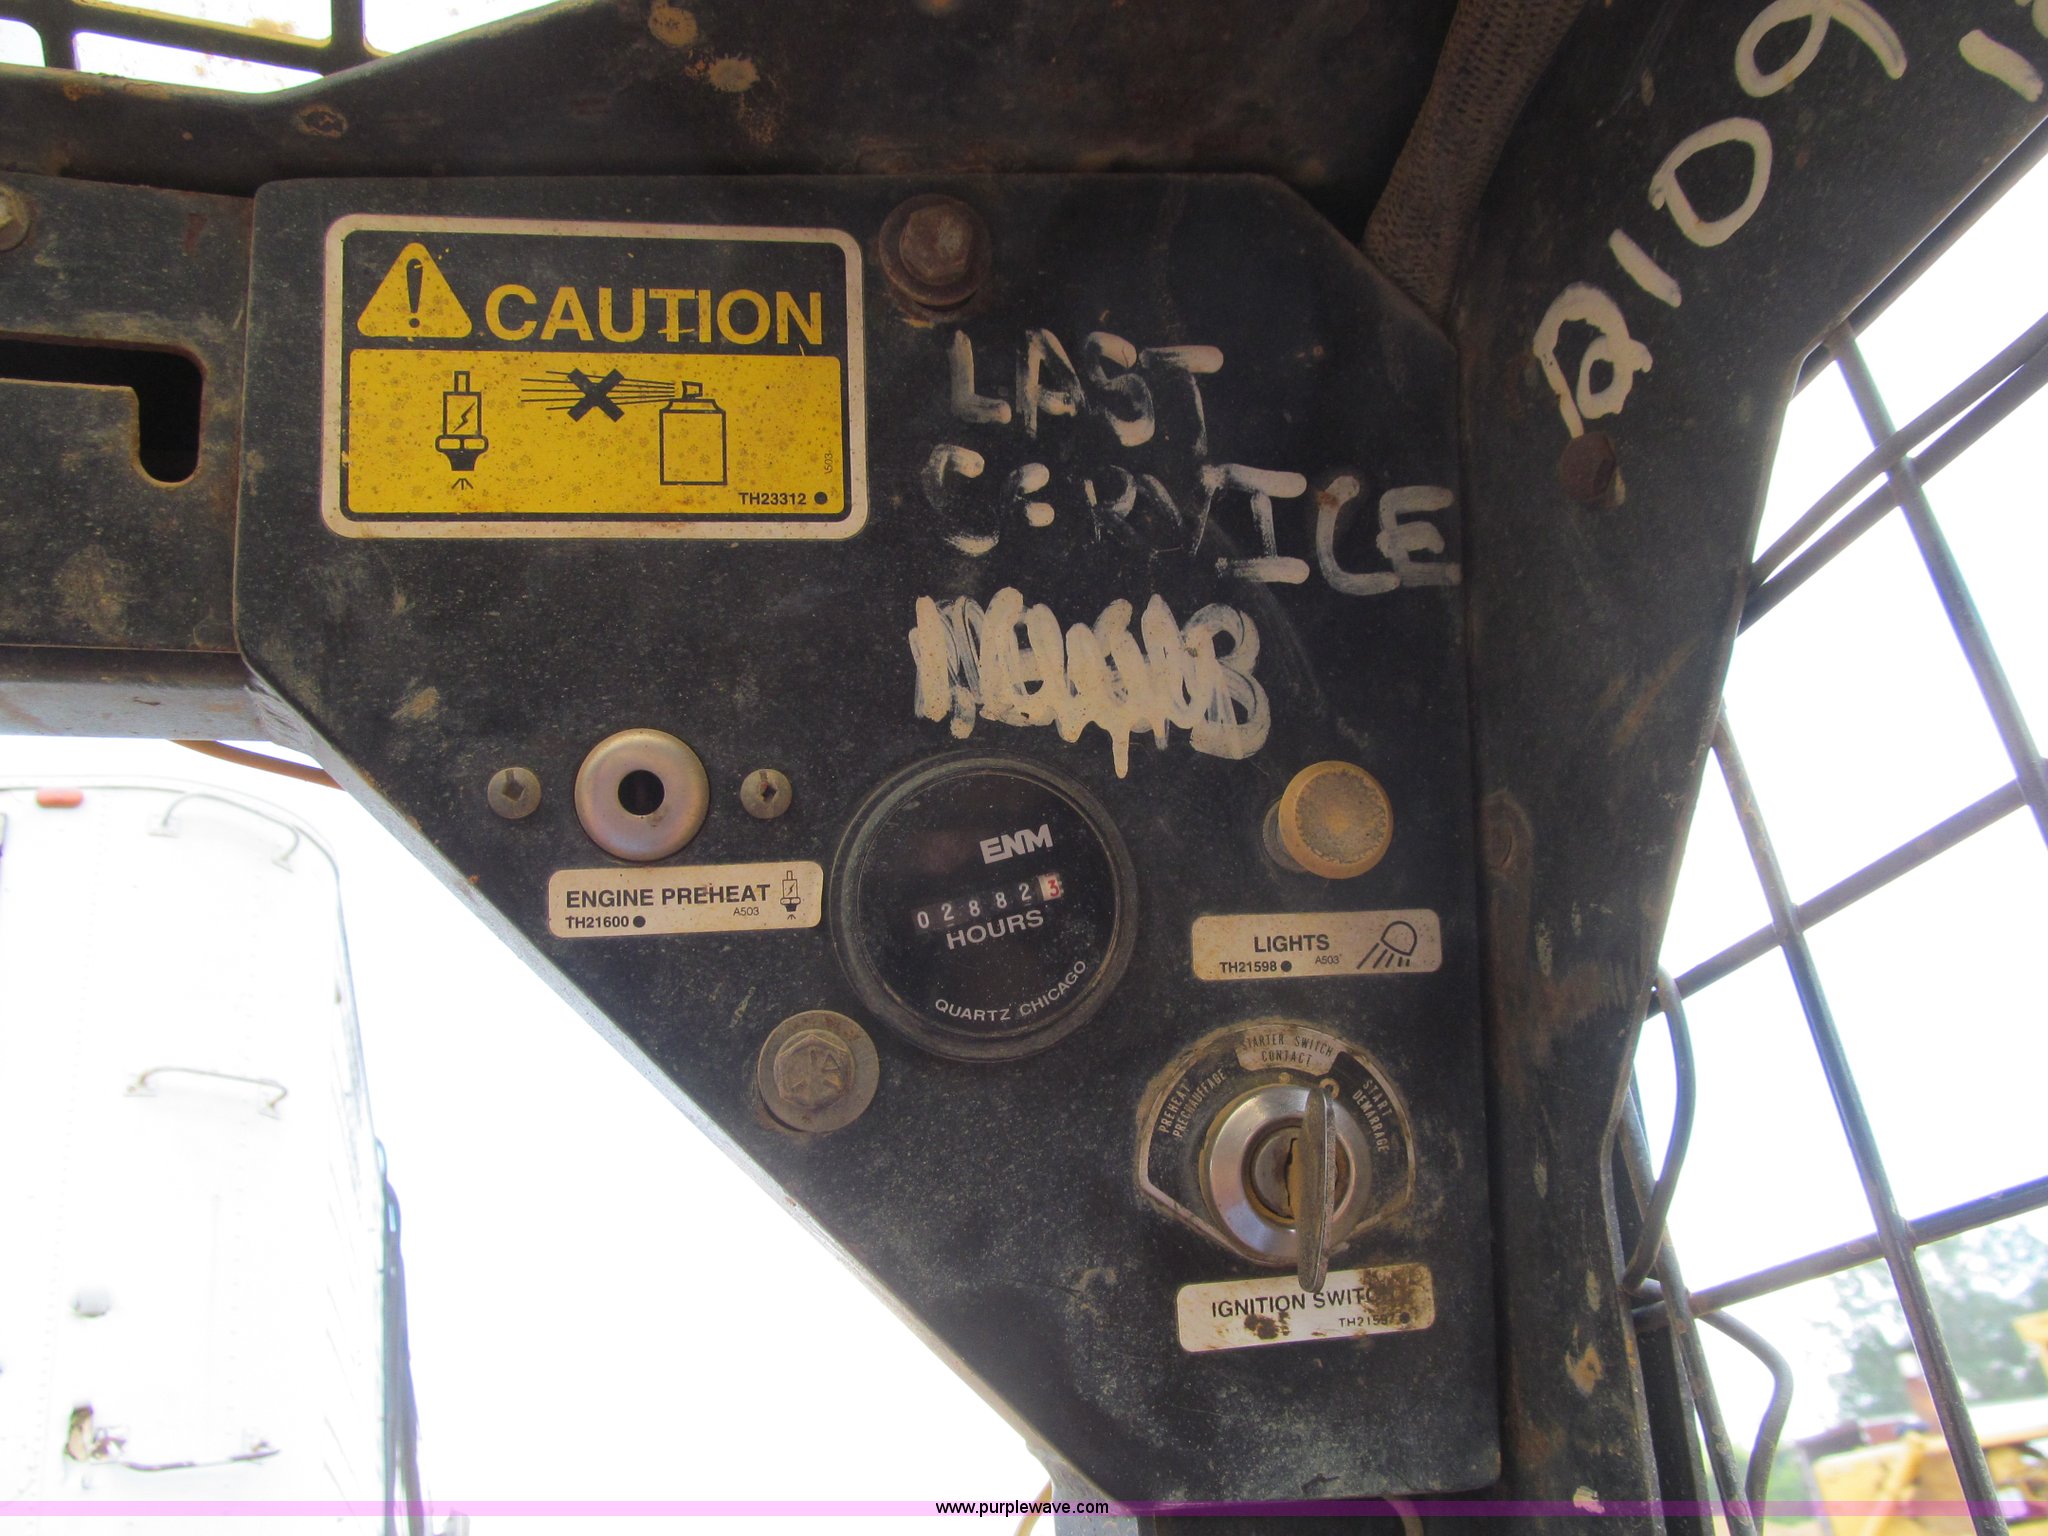 CAUTION
A503
TH23312
LAST
SERVICE
ENM
028823
HOURS
QUARTZ CHICAGO
ENGINE PREHEAT
TH21600 A503
LIGHTS
TH21598 A503
STARTER SWITCH
CONTACT
PREHEAT
PRECHAUFFAGE
START
DEMARRAGE
IGNITION
www.purplewave.com